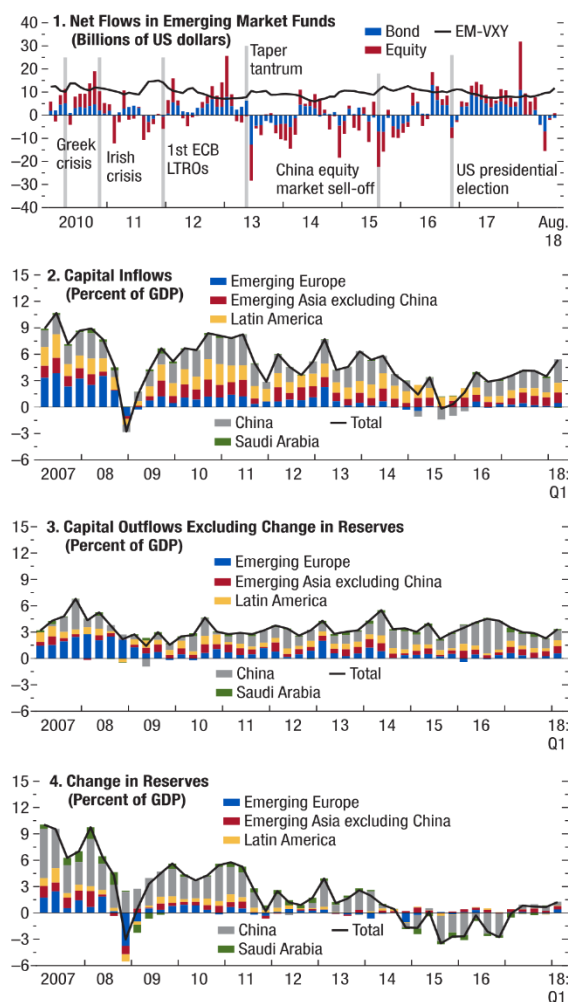 1. Net Flows in Emerging Market Funds
(Billions of US dollars)
Bond
EM-VXY
Equity
40
30
20
10
0
–10
–20
–30
–40
Taper
tantrum
Greek
crisis
Irish
crisis
1st ECB
LTROs
China equity
market sell-off
US presidential
election
2010 11 12 13 14 15 16 17 Aug.
18
2. Capital Inflows
(Percent of GDP)
Emerging Europe
Emerging Asia excluding China
Latin America
15
12
9
6
3
0
–3
–6
China
Total
Saudi Arabia
2007 08 09 10 11 12 13 14 15 16 18:
Q1
3. Capital Outflows Excluding Change in Reserves
(Percent of GDP)
Emerging Europe
Emerging Asia excluding China
Latin America
15
12
9
6
3
0
–3
–6
China
Total
Saudi Arabia
2007 08 09 10 11 12 13 14 15 16 18:
Q1
4. Change in Reserves
(Percent of GDP)
Emerging Europe
Emerging Asia excluding China
Latin America
15
12
9
6
3
0
–3
–6
China
Total
Saudi Arabia
2007 08 09 10 11 12 13 14 15 16 18:
Q1